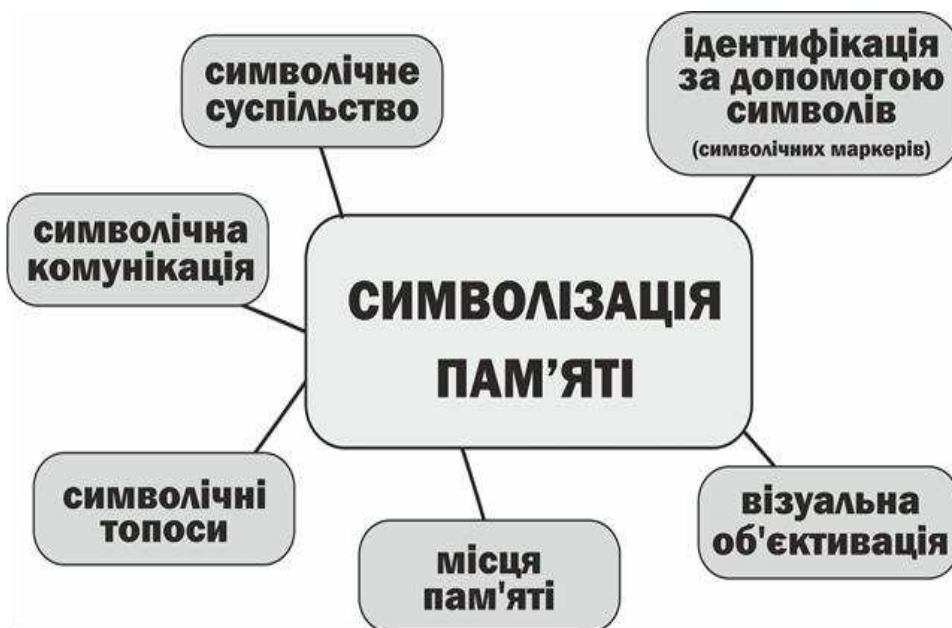 символічне
суспільство
ідентифікація
за допомогою
символів
(символічних маркерів)
символічна
комунікація
СИМВОЛІЗАЦІЯ
ПАМ’ЯТІ
символічні
топоси
місця
пам'яті
візуальна
об'єктивація